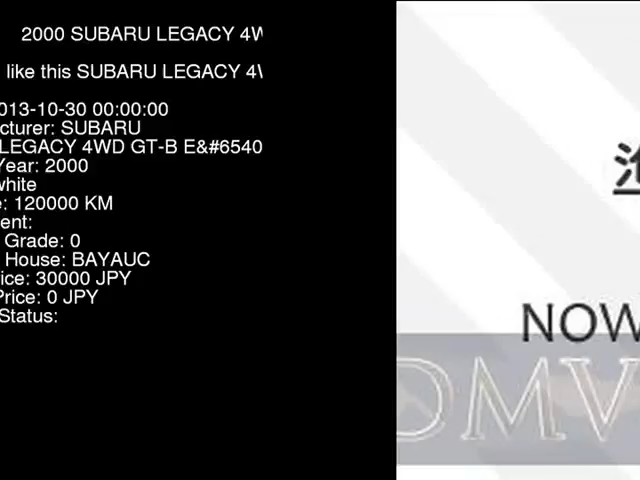 2000 SUBARU LEGACY 4W
like this SUBARU LEGACY 4
013-10-30 00:00:00
cturer: SUBARU
LEGACY 4WD GT-B E&#6540
Year: 2000
white
e: 120000 KM
ent:
Grade: 0
House: BAYAUC
ice: 30000 JPY
Price: 0 JPY
Status:
NOW
DMV